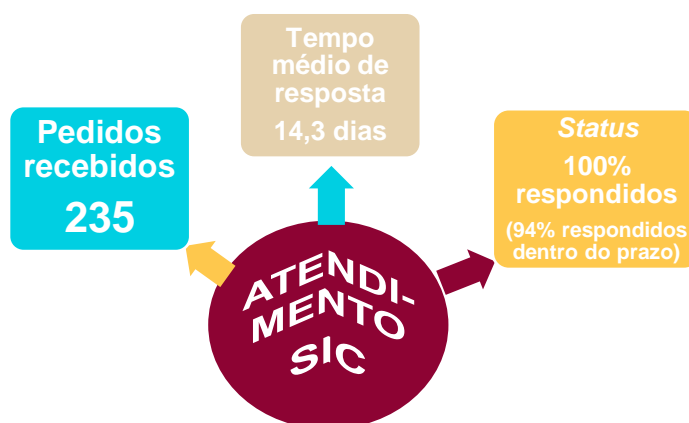 Tempo
médio de
resposta
14,3 dias
Pedidos
recebidos
235
Status
100%
respondidos
(94% respondidos
dentro do prazo)
ATENDI-
MENTO
SIC